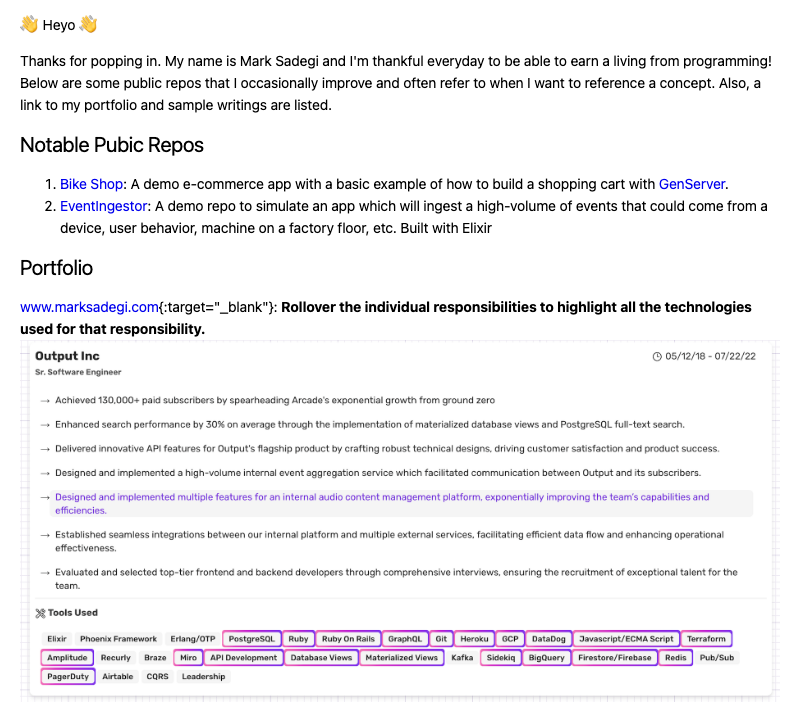 👋 Heyo 👋
Thanks for popping in. My name is Mark Sadegi and I'm thankful everyday to be able to earn a living from programming!
Below are some public repos that I occasionally improve and often refer to when I want to reference a concept. Also, a
link to my portfolio and sample writings are listed.
Notable Pubic Repos
1. Bike Shop: A demo e-commerce app with a basic example of how to build a shopping cart with GenServer.
2. EventIngestor: A demo repo to simulate an app which will ingest a high-volume of events that could come from a
device, user behavior, machine on a factory floor, etc. Built with Elixir
Portfolio
www.marksadegi.com{:target="_blank"}: Rollover the individual responsibilities to highlight all the technologies
used for that responsibility.
Output Inc 05/12/18 - 07/22/22
Sr. Software Engineer
→ Achieved 130,000+ paid subscribers by spearheading Arcade's exponential growth from ground zero
→ Enhanced search performance by 30% on average through the implementation of materialized database views and PostgreSQL full-text search.
→ Delivered innovative API features for Output's flagship product by crafting robust technical designs, driving customer satisfaction and product success.
→ Designed and implemented a high-volume internal event aggregation service which facilitated communication between Output and its subscribers.
→ Designed and implemented multiple features for an internal audio content management platform, exponentially improving the team's capabilities and
efficiencies.
→ Established seamless integrations between our internal platform and multiple external services, facilitating efficient data flow and enhancing operational
effectiveness.
→ Evaluated and selected top-tier frontend and backend developers through comprehensive interviews, ensuring the recruitment of exceptional talent for the
team.
Tools Used
Elixir Phoenix Framework Erlang/OTP PostgreSQL Ruby Ruby On Rails GraphQL Git Heroku GCP DataDog Javascript/ECMA Script Terraform
Amplitude Recurly Braze Miro API Development Database Views Materialized Views Kafka Sidekiq BigQuery Firestore/Firebase Redis Pub/Sub
PagerDuty Airtable CQRS Leadership